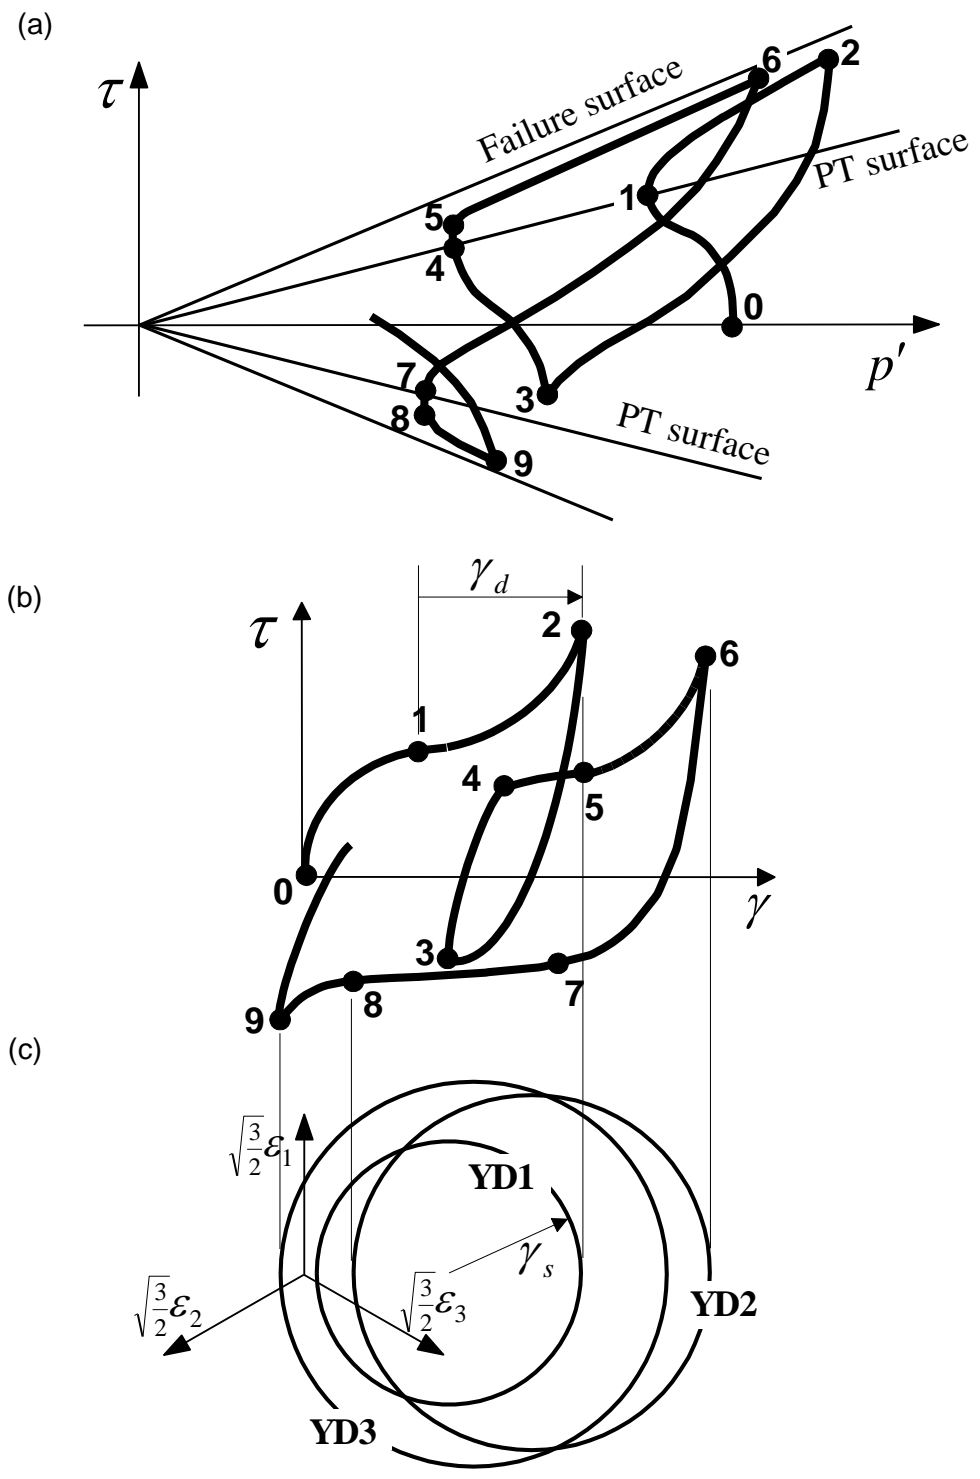 (a)
τ
6
2
Failure surface
PT surface
1
5
4
0
p′
7
3
8
PT surface
9
(b)
γ_d
τ
2
6
1
4
5
0
γ
3
7
8
9
(c)
√(3/2) ε₁
YD1
γ_s
√(3/2) ε₂
√(3/2) ε₃
YD2
YD3